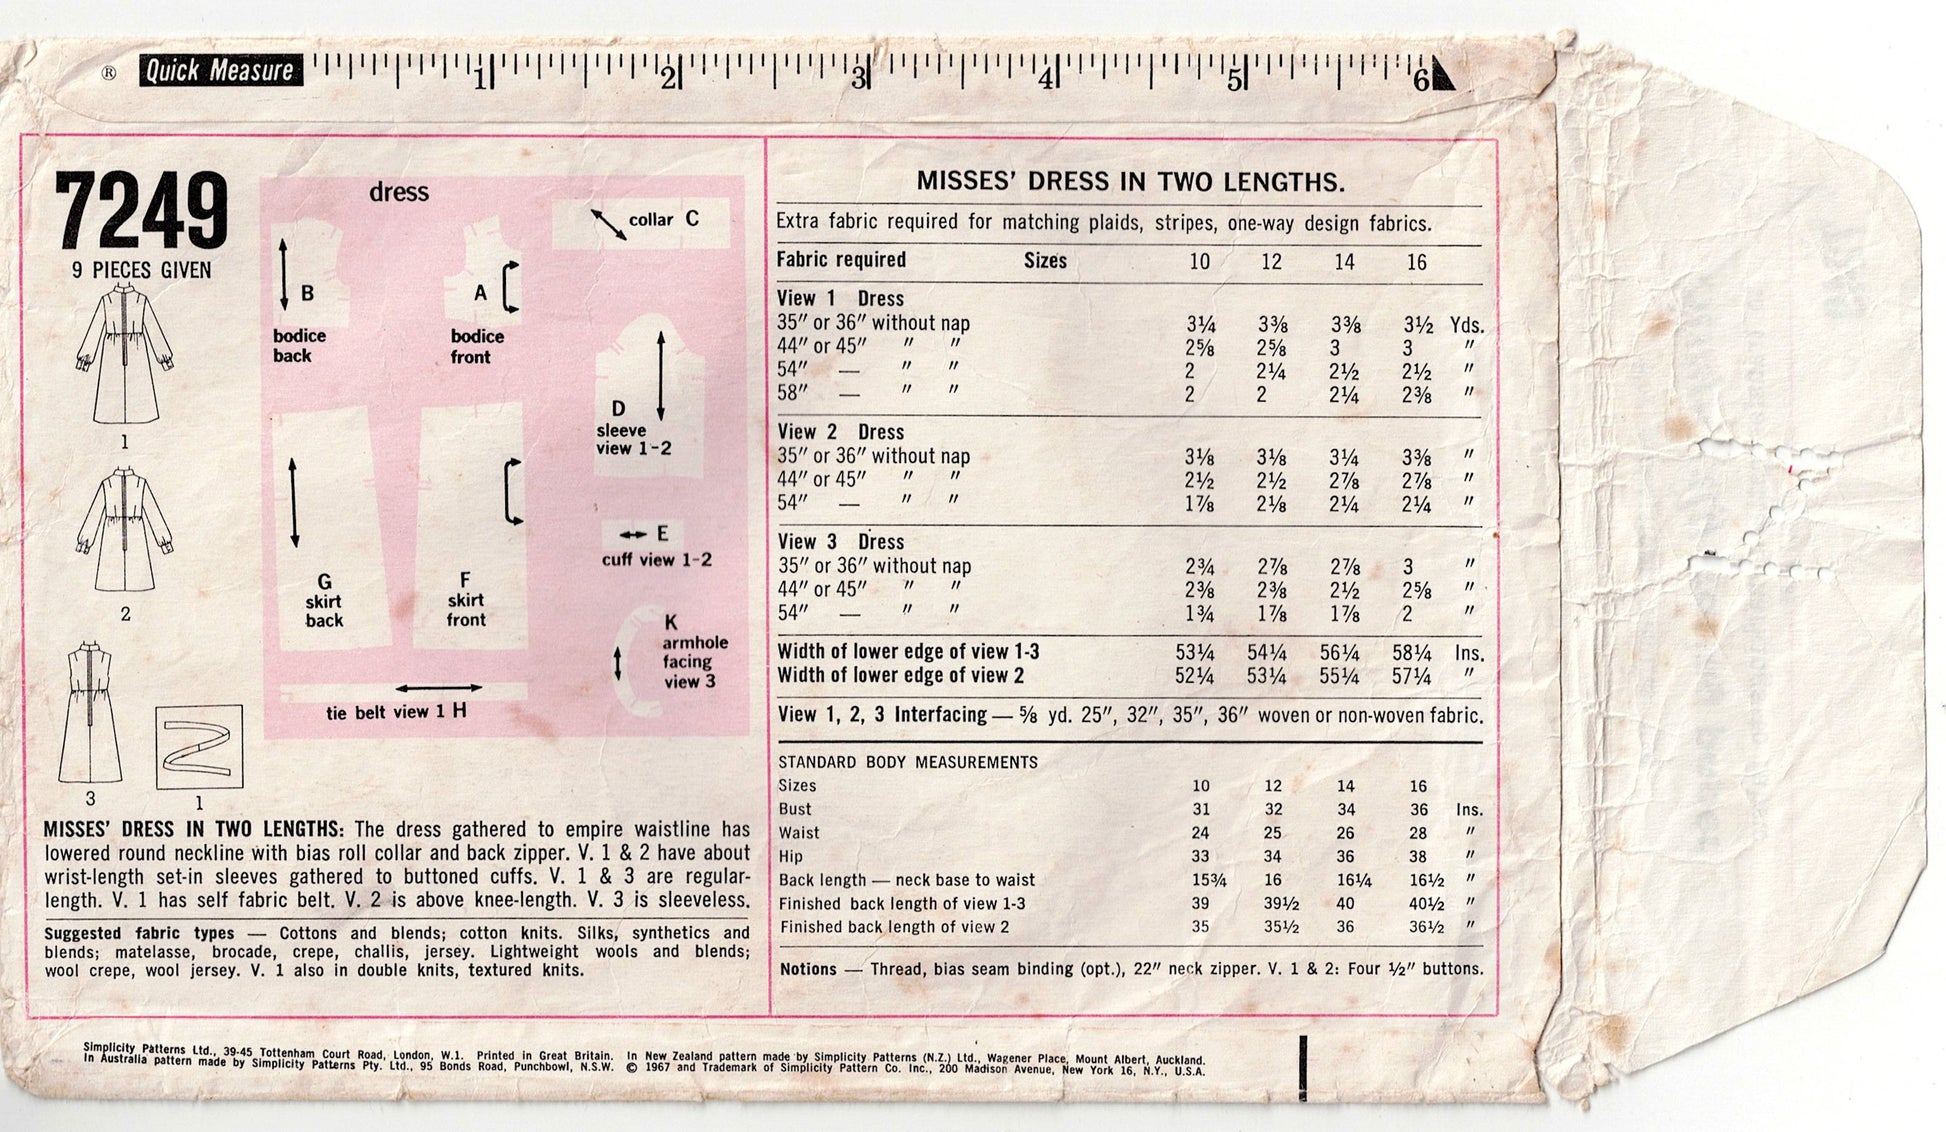 ® Quick Measure 1 2 3 4 5 6
7249
9 PIECES GIVEN
1
2
3
1
dress
B
bodice
back
A
bodice
front
collar C
D
sleeve
view 1-2
E
cuff view 1-2
G
skirt
back
F
skirt
front
K
armhole
facing
view 3
tie belt view 1 H
MISSES' DRESS IN TWO LENGTHS: The dress gathered to empire waistline has
lowered round neckline with bias roll collar and back zipper. V. 1 & 2 have about
wrist-length set-in sleeves gathered to buttoned cuffs. V. 1 & 3 are regular-
length. V. 1 has self fabric belt. V. 2 is above knee-length. V. 3 is sleeveless.
Suggested fabric types — Cottons and blends; cotton knits. Silks, synthetics and
blends; matelasse, brocade, crepe, challis, jersey. Lightweight wools and blends;
wool crepe, wool jersey. V. 1 also in double knits, textured knits.
MISSES' DRESS IN TWO LENGTHS.
Extra fabric required for matching plaids, stripes, one-way design fabrics.
Fabric required Sizes 10 12 14 16
View 1 Dress
35" or 36" without nap 3¼ 3⅜ 3⅜ 3½ Yds.
44" or 45" " " 2⅝ 2⅝ 3 3 "
54" — " " 2 2¼ 2½ 2½ "
58" — " " 2 2 2¼ 2⅜ "
View 2 Dress
35" or 36" without nap 3⅛ 3⅛ 3¼ 3⅜ "
44" or 45" " " 2½ 2½ 2⅞ 2⅞ "
54" — " " 1⅞ 2⅛ 2¼ 2¼ "
View 3 Dress
35" or 36" without nap 2¾ 2⅞ 2⅞ 3 "
44" or 45" " " 2⅜ 2⅜ 2½ 2⅝ "
54" — " " 1¾ 1⅞ 1⅞ 2 "
Width of lower edge of view 1-3 53¼ 54¼ 56¼ 58¼ Ins.
Width of lower edge of view 2 52¼ 53¼ 55¼ 57¼ "
View 1, 2, 3 Interfacing — ⅝ yd. 25", 32", 35", 36" woven or non-woven fabric.
STANDARD BODY MEASUREMENTS
Sizes 10 12 14 16
Bust 31 32 34 36 Ins.
Waist 24 25 26 28 "
Hip 33 34 36 38 "
Back length — neck base to waist 15¾ 16 16¼ 16½ "
Finished back length of view 1-3 39 39½ 40 40½ "
Finished back length of view 2 35 35½ 36 36½ "
Notions — Thread, bias seam binding (opt.), 22" neck zipper. V. 1 & 2: Four ½" buttons.
Simplicity Patterns Ltd., 39-45 Tottenham Court Road, London, W.1. Printed in Great Britain. In New Zealand pattern made by Simplicity Patterns (N.Z.) Ltd., Wagener Place, Mount Albert, Auckland.
In Australia pattern made by Simplicity Patterns Pty. Ltd., 95 Bonds Road, Punchbowl, N.S.W. © 1967 and Trademark of Simplicity Pattern Co. Inc., 200 Madison Avenue, New York 16, N.Y., U.S.A.